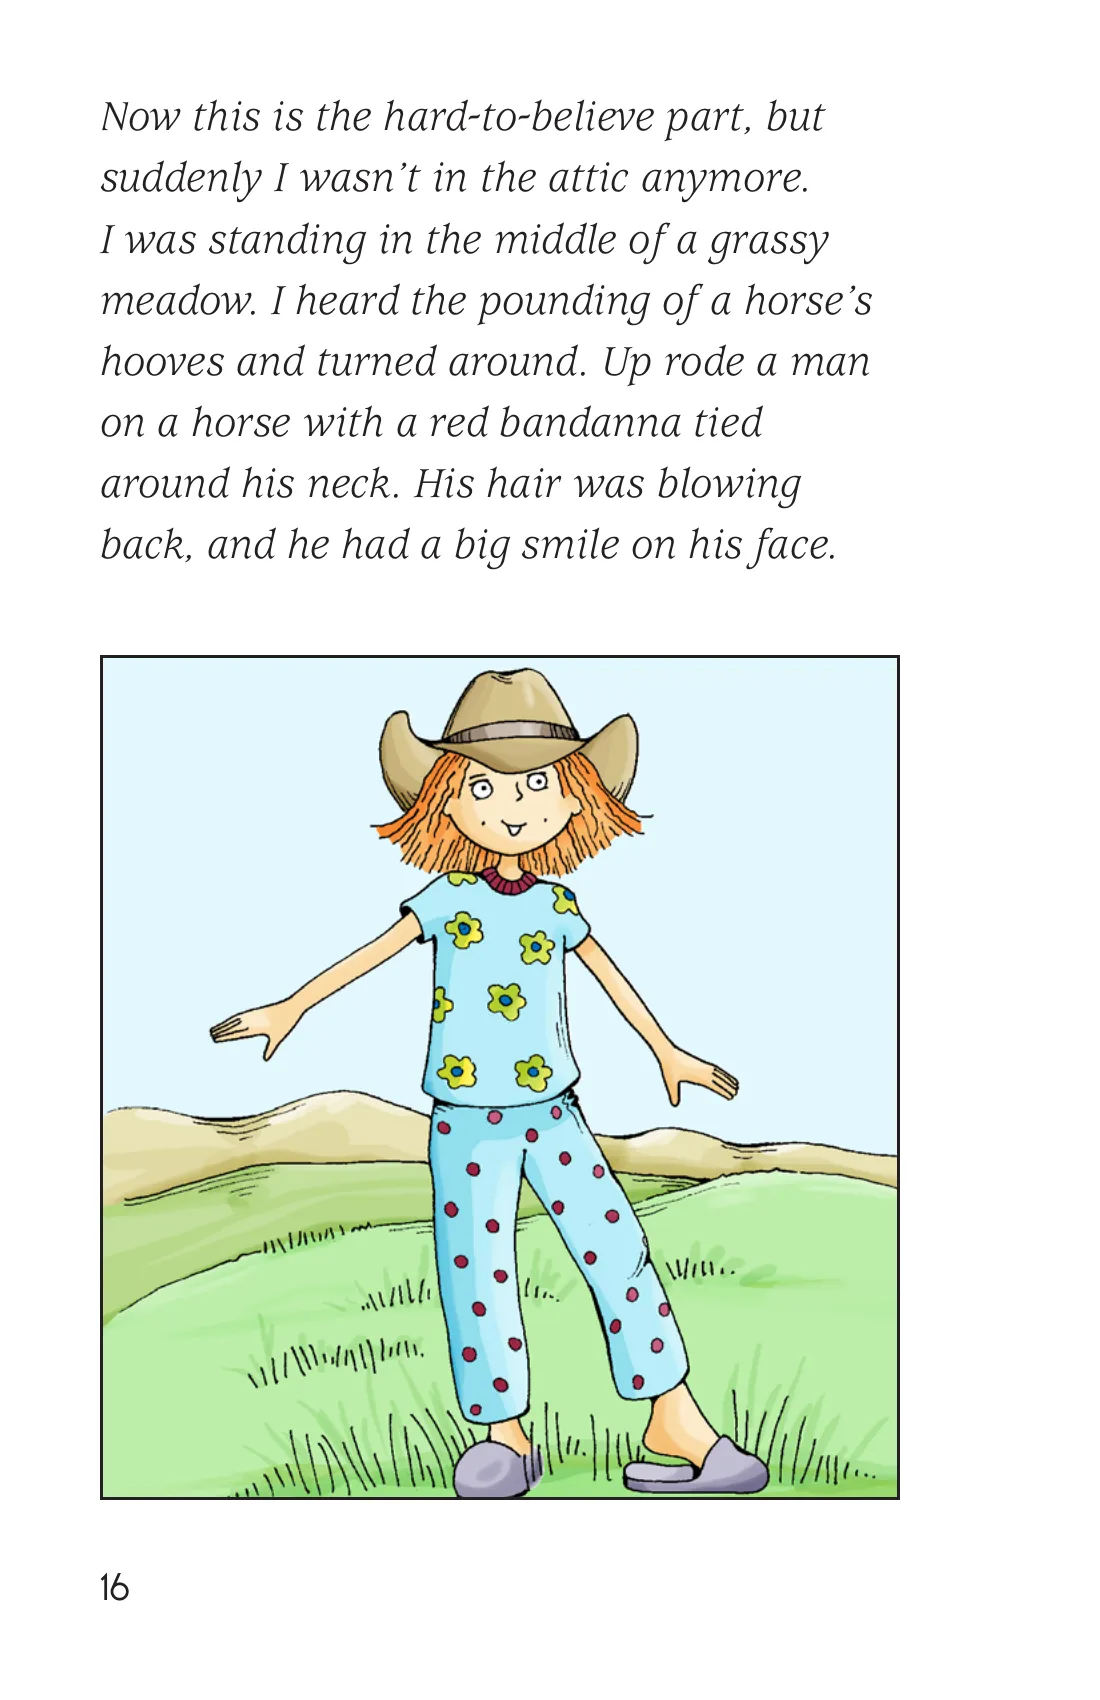 Now this is the hard-to-believe part, but
suddenly I wasn’t in the attic anymore.
I was standing in the middle of a grassy
meadow. I heard the pounding of a horse’s
hooves and turned around. Up rode a man
on a horse with a red bandanna tied
around his neck. His hair was blowing
back, and he had a big smile on his face.
16